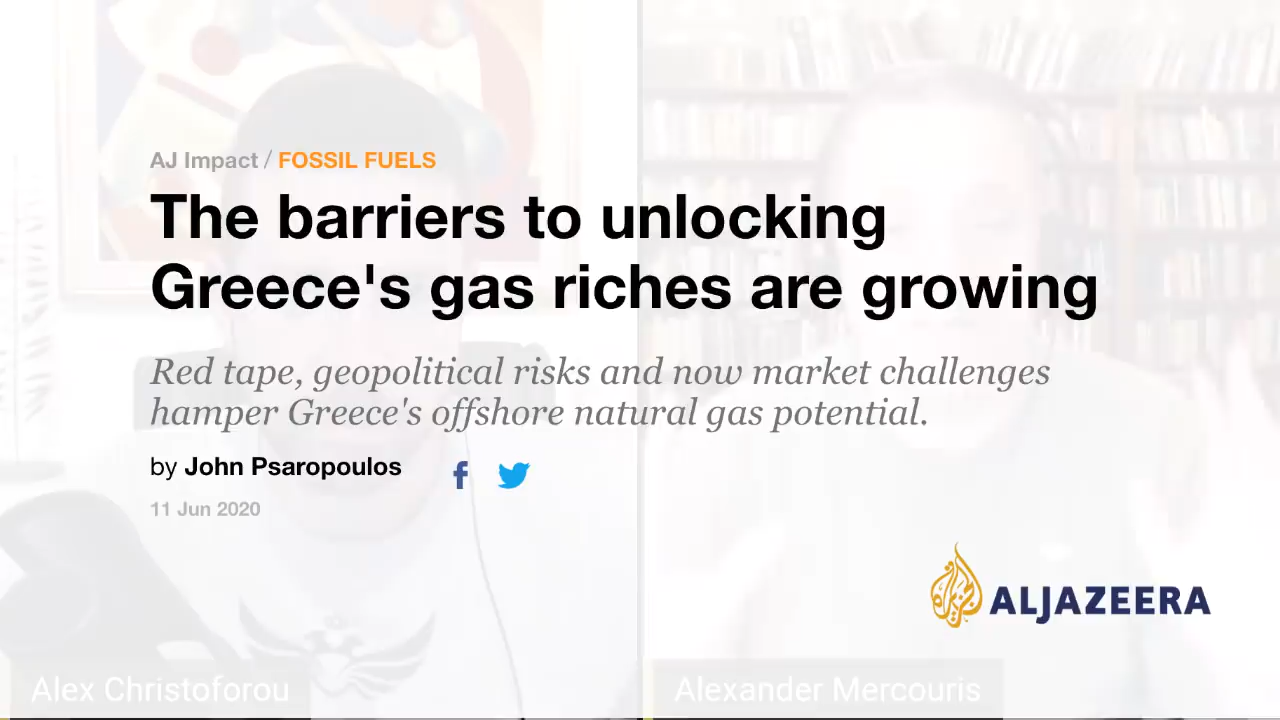 AJ Impact / FOSSIL FUELS
The barriers to unlocking
Greece's gas riches are growing
Red tape, geopolitical risks and now market challenges
hamper Greece's offshore natural gas potential.
by John Psaropoulos
11 Jun 2020
ALJAZEERA
Alex Christoforou
Alexander Mercouris